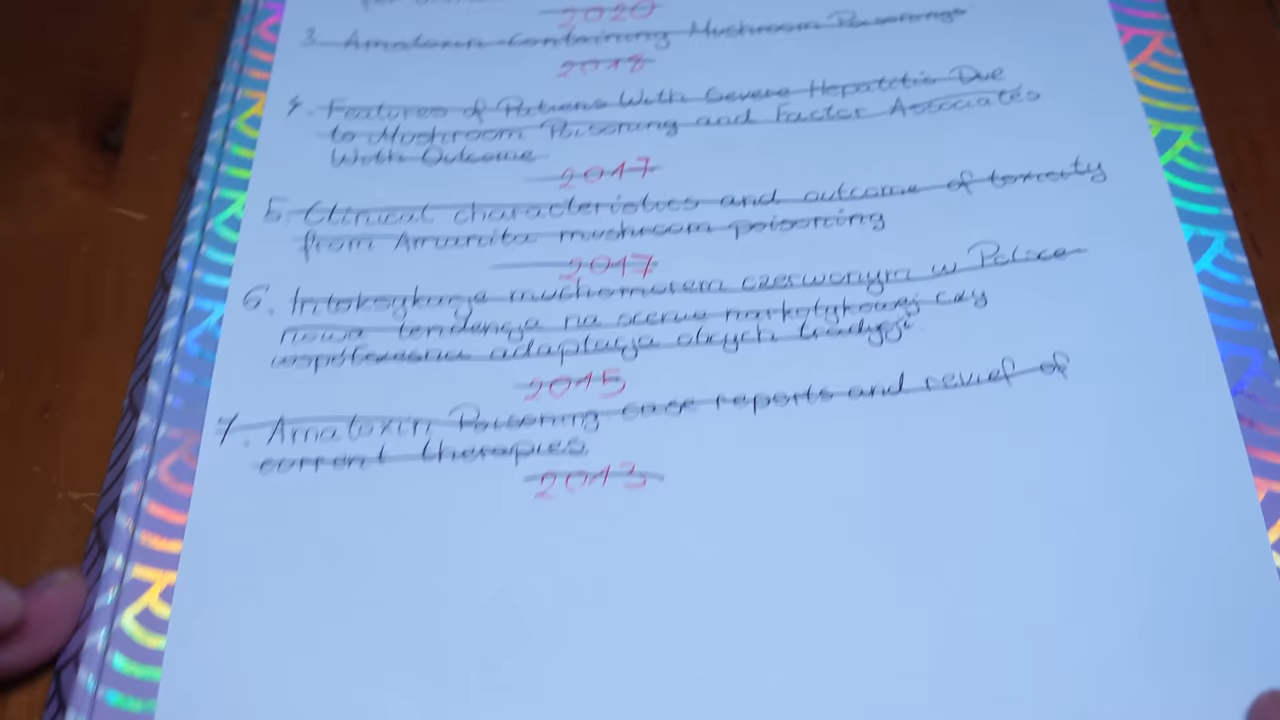 2020
3. Amatoxin-Containing Mushroom Poisonings
2018
4. Features of Patiens With Severe Hepatitis Due
to Mushroom Poisoning and Factor Associates
With Outcome
2017
5. Clinical characteristics and outcome of toxicity
from Amanita mushroom poisoning
2017
6. Intoksykacja muchomorem czerwonym w Polsce
nowa tendencja na scenie narkotykowej czy
współczesna adaptacja obcych tradycji
2015
7. Amatoxin Poisoning case reports and revief of
current therapies
2013